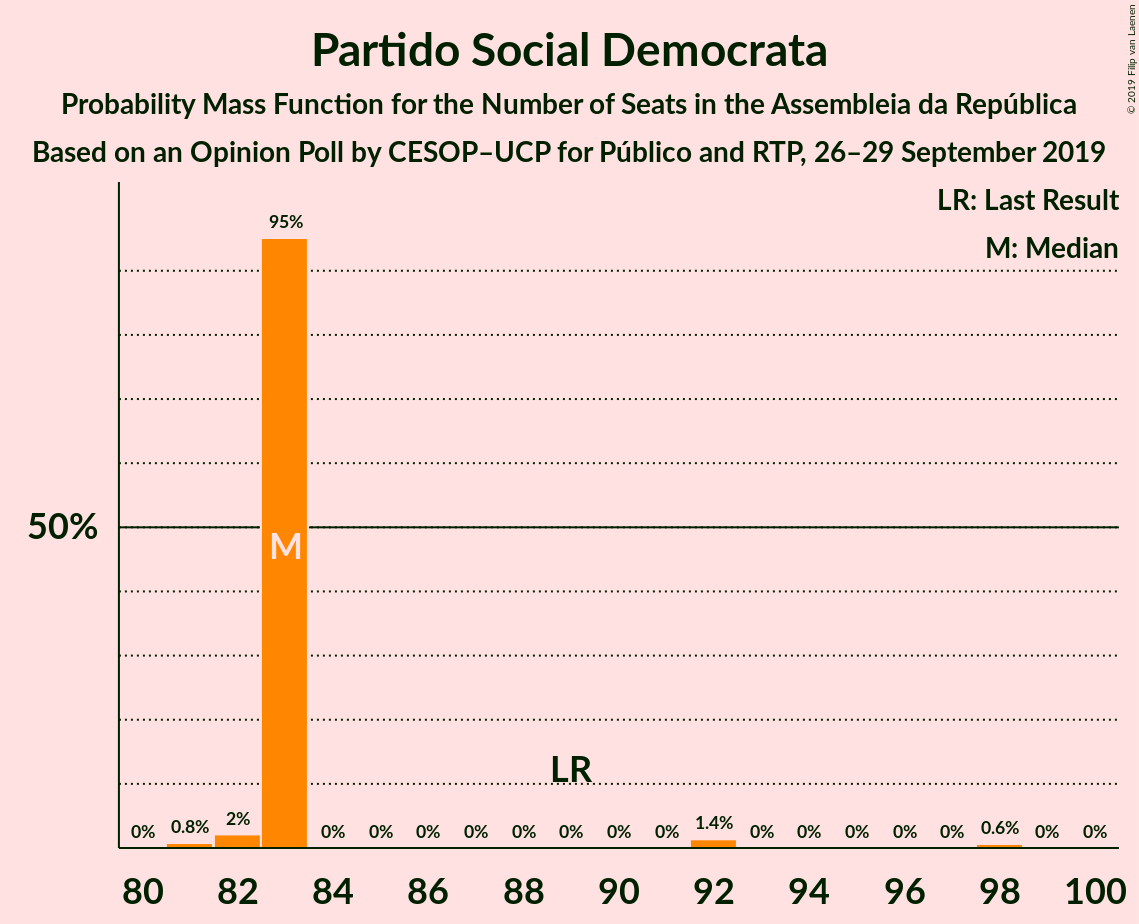 Partido Social Democrata
Probability Mass Function for the Number of Seats in the Assembleia da República
Based on an Opinion Poll by CESOP–UCP for Público and RTP, 26–29 September 2019
© 2019 Filip van Laenen
LR: Last Result
M: Median
95%
50%
M
LR
0% 0.8% 2% 0% 0% 0% 0% 0% 0% 0% 0% 1.4% 0% 0% 0% 0% 0% 0.6% 0% 0%
80 82 84 86 88 90 92 94 96 98 100